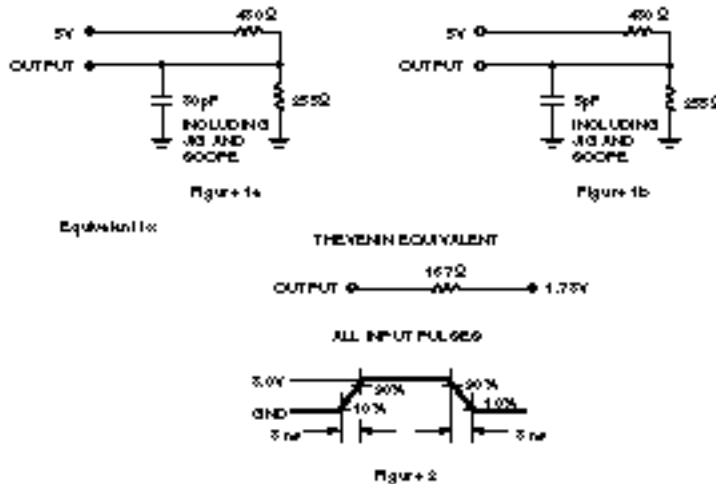 480Ω
5V
OUTPUT
30pF
255Ω
INCLUDING
JIG AND
SCOPE
Figure 1a
480Ω
5V
OUTPUT
5pF
255Ω
INCLUDING
JIG AND
SCOPE
Figure 1b
Equivalent to:
THEVENIN EQUIVALENT
OUTPUT 167Ω 1.73V
ALL INPUT PULSES
3.0V
90%
90%
10%
10%
GND
3 ns
3 ns
Figure 2